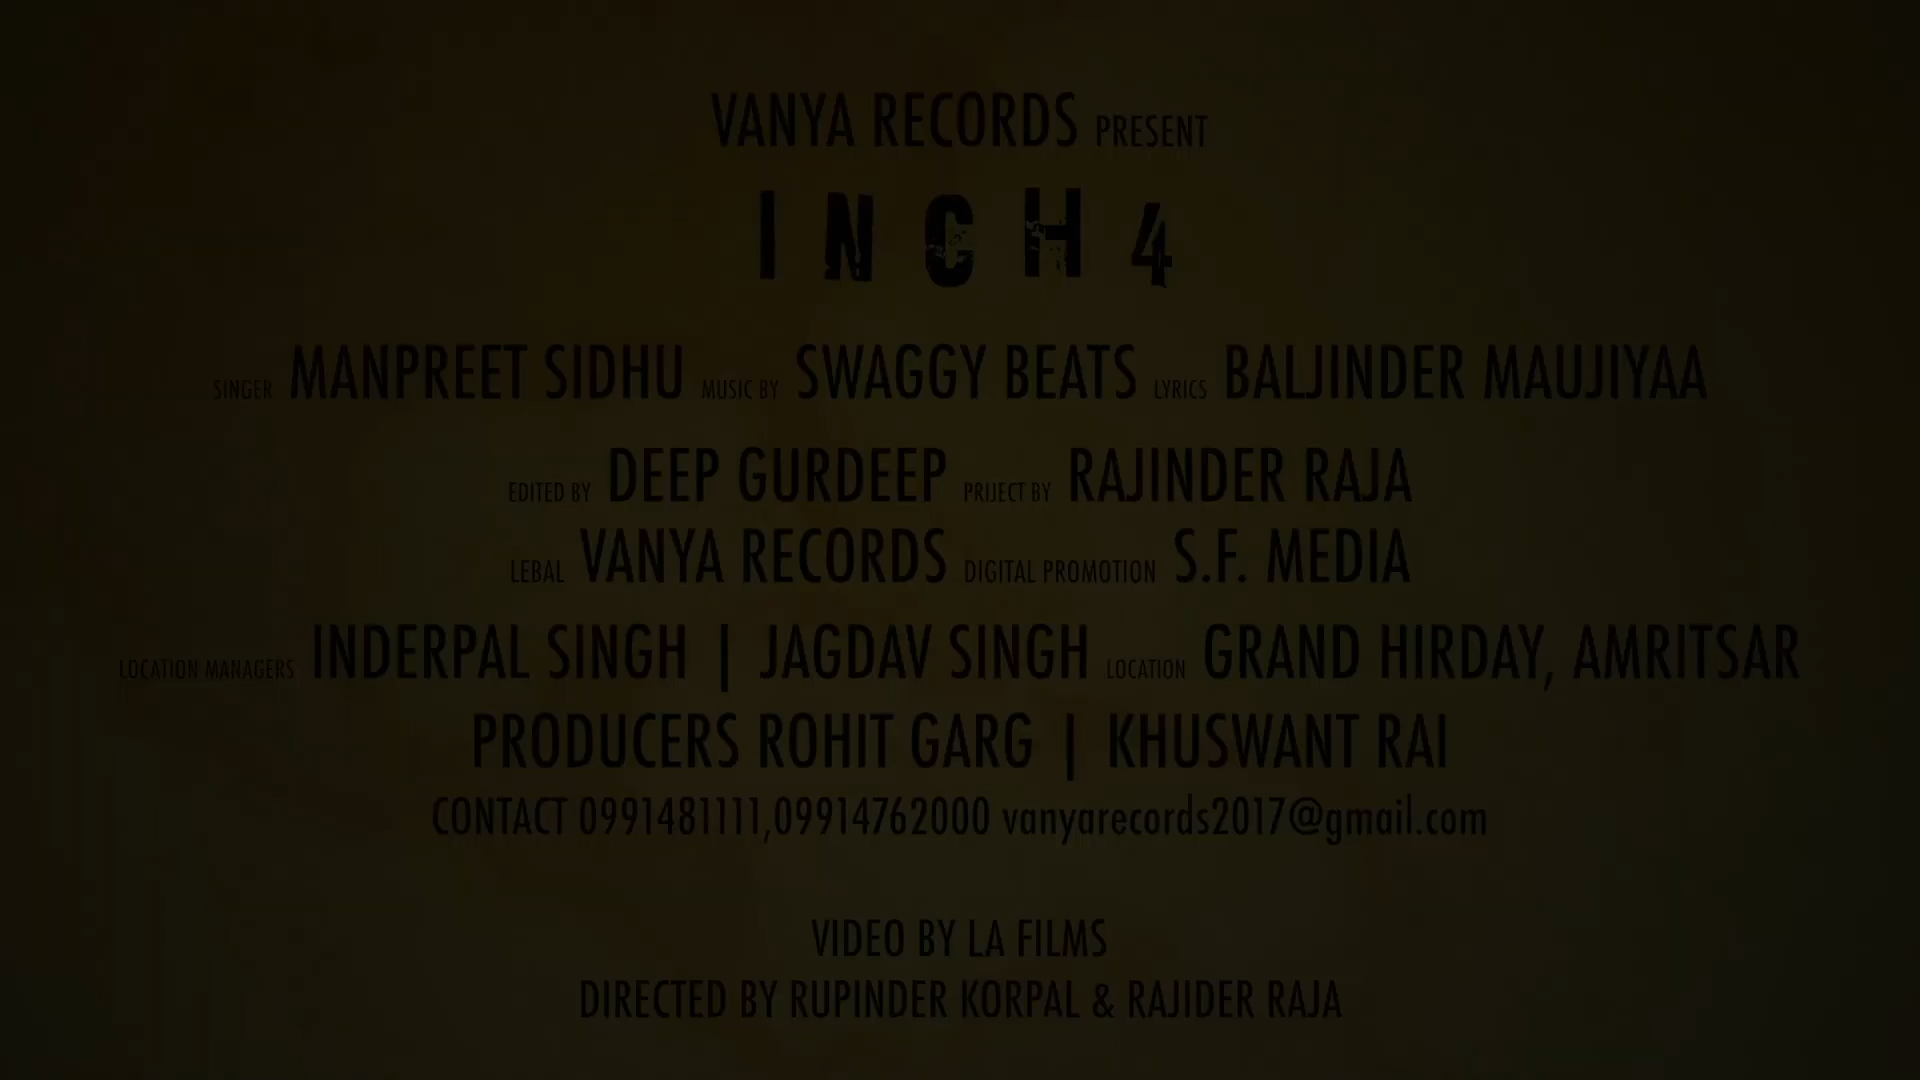 VANYA RECORDS PRESENT
INCH 4
SINGER MANPREET SIDHU MUSIC BY SWAGGY BEATS LYRICS BALJINDER MAUJIYAA
EDITED BY DEEP GURDEEP PRIJECT BY RAJINDER RAJA
LEBAL VANYA RECORDS DIGITAL PROMOTION S.F. MEDIA
LOCATION MANAGERS INDERPAL SINGH | JAGDAV SINGH LOCATION GRAND HIRDAY, AMRITSAR
PRODUCERS ROHIT GARG | KHUSWANT RAI
CONTACT 0991481111,09914762000 vanyarecords2017@gmail.com
VIDEO BY LA FILMS
DIRECTED BY RUPINDER KORPAL & RAJIDER RAJA